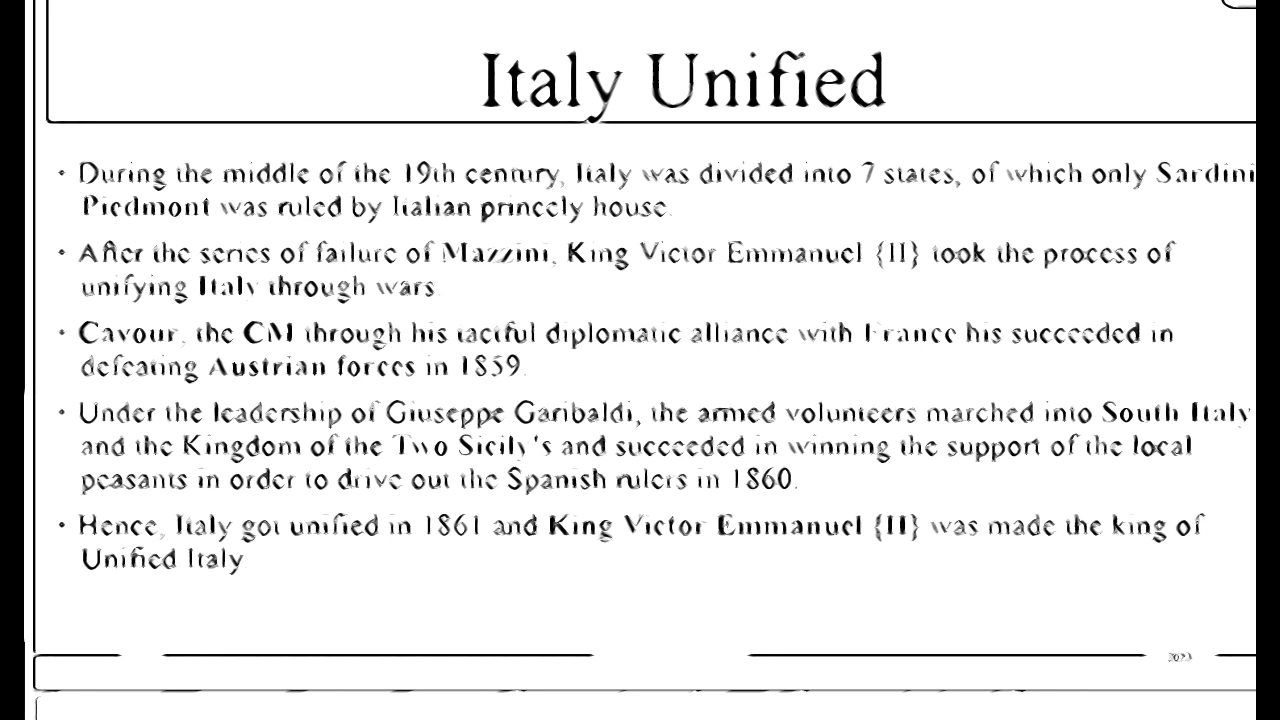 Italy Unified
• During the middle of the 19th century, Italy was divided into 7 states, of which only Sardini
Piedmont was ruled by Italian princely house.
• After the series of failure of Mazzini, King Victor Emmanuel {II} took the process of
unifying Italy through wars
• Cavour, the CM through his tactful diplomatic alliance with France his succeeded in
defeating Austrian forces in 1859.
• Under the leadership of Giuseppe Garibaldi, the armed volunteers marched into South Italy
and the Kingdom of the Two Sicily's and succeeded in winning the support of the local
peasants in order to drive out the Spanish rulers in 1860.
• Hence, Italy got unified in 1861 and King Victor Emmanuel {II} was made the king of
Unified Italy